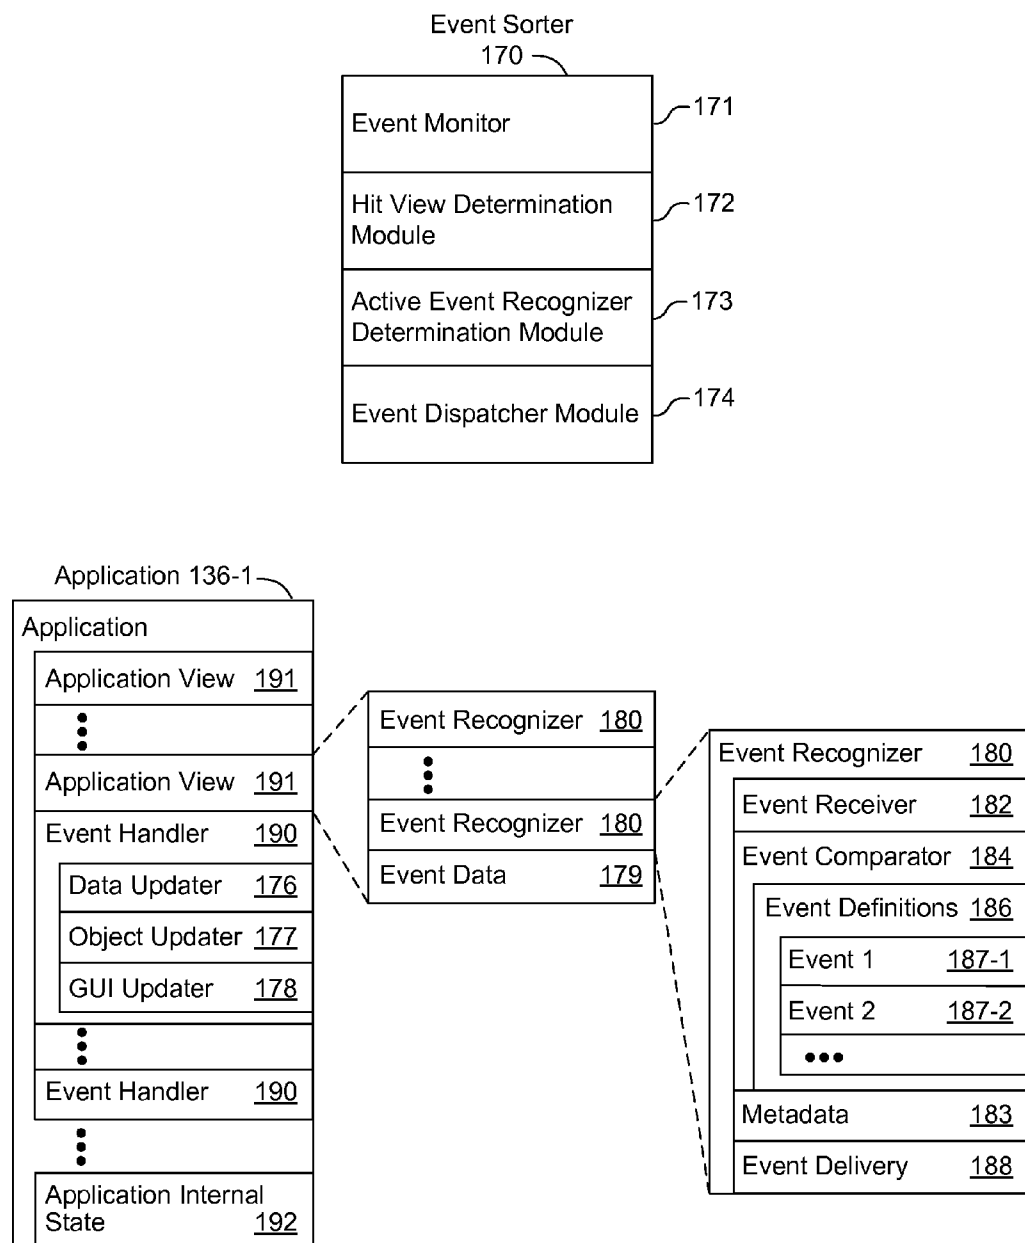 Event Sorter
170
Event Monitor
171
Hit View Determination
Module
172
Active Event Recognizer
Determination Module
173
Event Dispatcher Module
174
Application 136-1
Application
Application View 191
Application View 191
Event Handler 190
Data Updater 176
Object Updater 177
GUI Updater 178
Event Handler 190
Application Internal
State 192
Event Recognizer 180
Event Recognizer 180
Event Data 179
Event Recognizer 180
Event Receiver 182
Event Comparator 184
Event Definitions 186
Event 1 187-1
Event 2 187-2
Metadata 183
Event Delivery 188